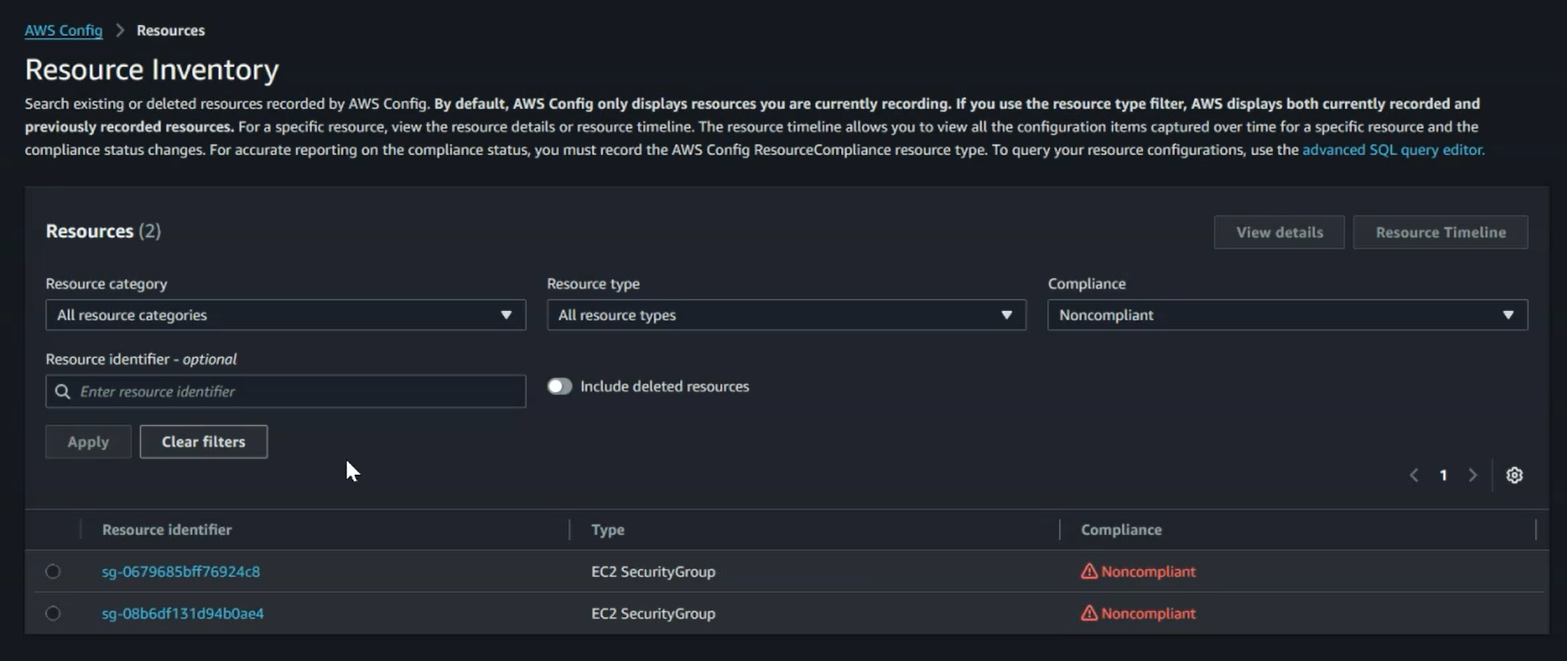 AWS Config > Resources
Resource Inventory
Search existing or deleted resources recorded by AWS Config. By default, AWS Config only displays resources you are currently recording. If you use the resource type filter, AWS displays both currently recorded and
previously recorded resources. For a specific resource, view the resource details or resource timeline. The resource timeline allows you to view all the configuration items captured over time for a specific resource and the
compliance status changes. For accurate reporting on the compliance status, you must record the AWS Config ResourceCompliance resource type. To query your resource configurations, use the advanced SQL query editor.
Resources (2)
View details
Resource Timeline
Resource category
Resource type
Compliance
All resource categories
All resource types
Noncompliant
Resource identifier - optional
Enter resource identifier
Include deleted resources
Apply
Clear filters
1
Resource identifier
Type
Compliance
sg-0679685bff76924c8
EC2 SecurityGroup
Noncompliant
sg-08b6df131d94b0ae4
EC2 SecurityGroup
Noncompliant